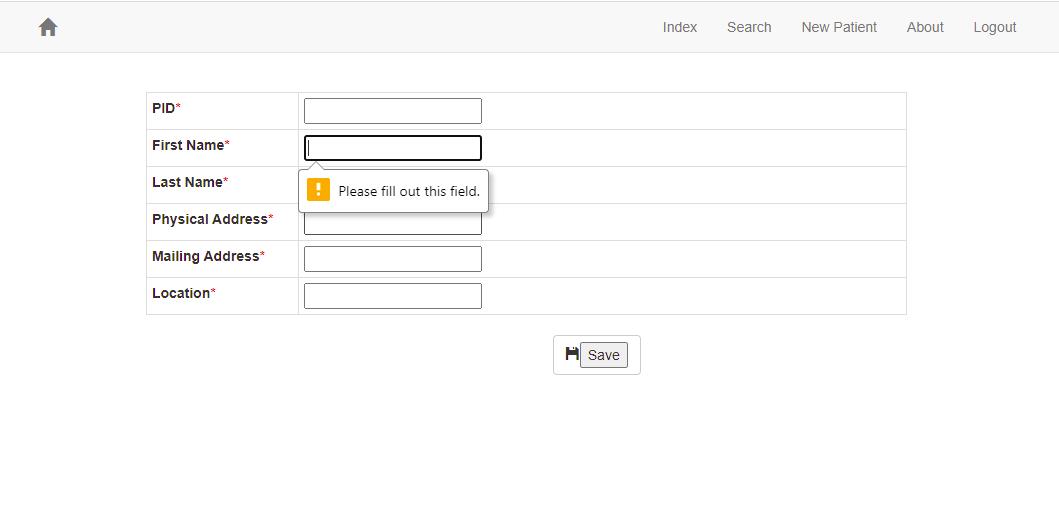 Index Search New Patient About Logout
PID*
First Name*
Last Name*
Please fill out this field.
Physical Address*
Mailing Address*
Location*
Save